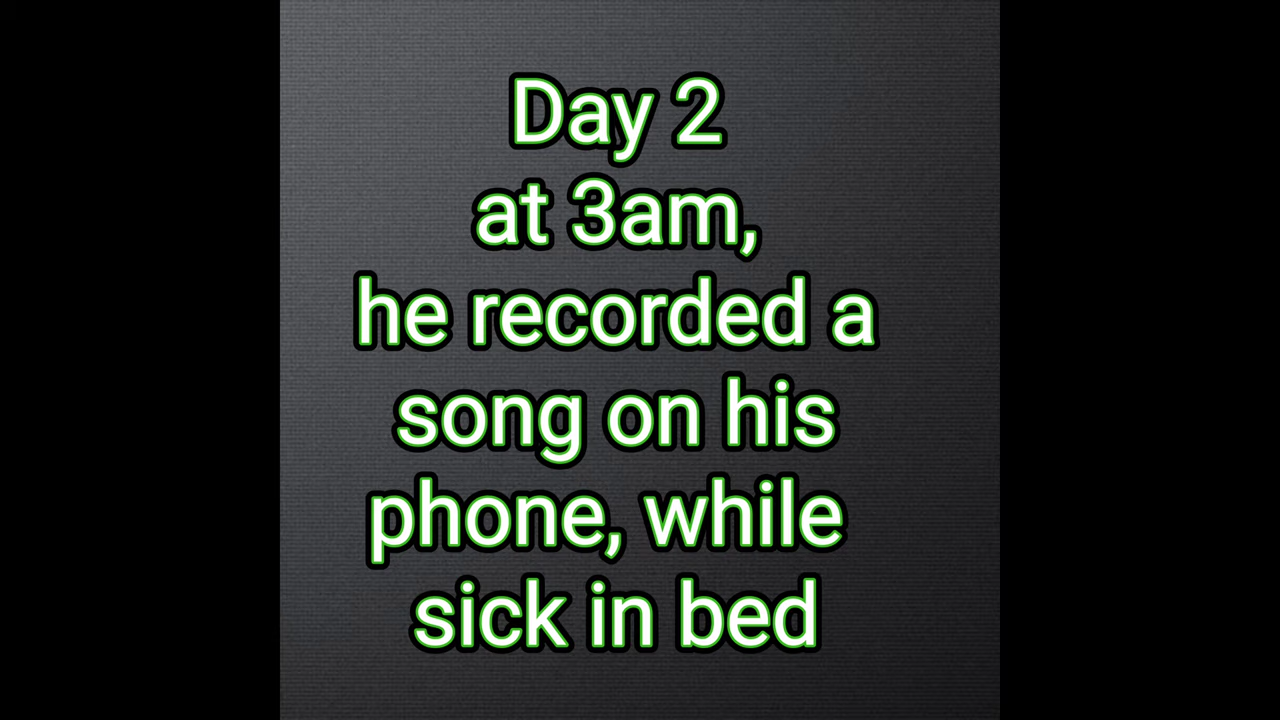 Day 2
at 3am,
he recorded a
song on his
phone, while
sick in bed